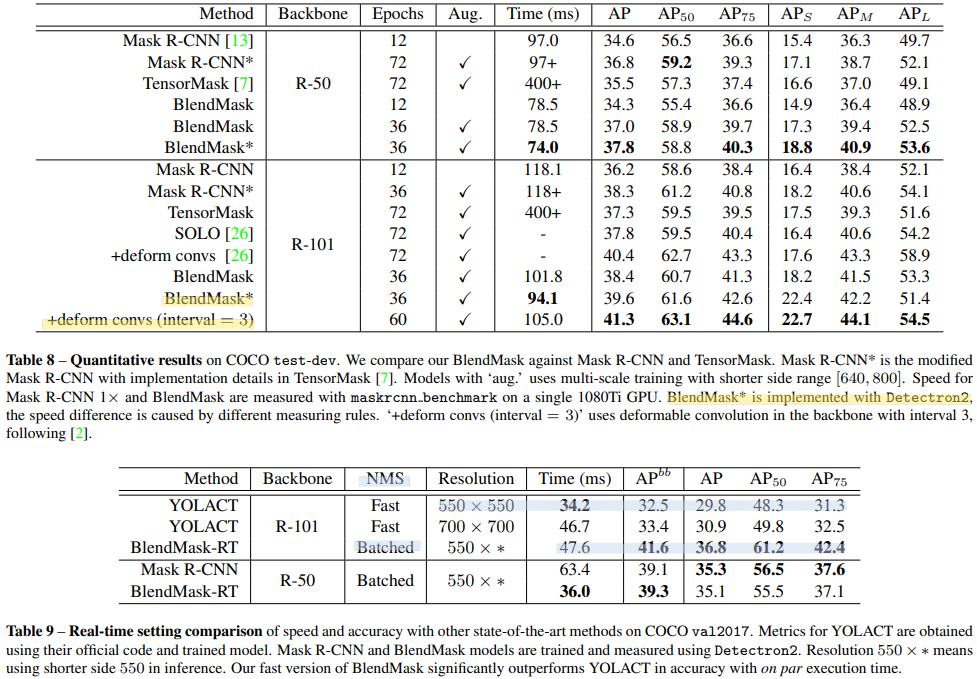 Method Backbone Epochs Aug. Time (ms) AP AP50 AP75 APS APM APL
Mask R-CNN [13] 12 97.0 34.6 56.5 36.6 15.4 36.3 49.7
Mask R-CNN* 72 ✓ 97+ 36.8 59.2 39.3 17.1 38.7 52.1
TensorMask [7] R-50 72 ✓ 400+ 35.5 57.3 37.4 16.6 37.0 49.1
BlendMask 12 78.5 34.3 55.4 36.6 14.9 36.4 48.9
BlendMask 36 ✓ 78.5 37.0 58.9 39.7 17.3 39.4 52.5
BlendMask* 36 ✓ 74.0 37.8 58.8 40.3 18.8 40.9 53.6
Mask R-CNN 12 118.1 36.2 58.6 38.4 16.4 38.4 52.1
Mask R-CNN* 36 ✓ 118+ 38.3 61.2 40.8 18.2 40.6 54.1
TensorMask 72 ✓ 400+ 37.3 59.5 39.5 17.5 39.3 51.6
SOLO [26] 72 ✓ - 37.8 59.5 40.4 16.4 40.6 54.2
R-101
+deform convs [26] 72 ✓ - 40.4 62.7 43.3 17.6 43.3 58.9
BlendMask 36 ✓ 101.8 38.4 60.7 41.3 18.2 41.5 53.3
BlendMask* 36 ✓ 94.1 39.6 61.6 42.6 22.4 42.2 51.4
+deform convs (interval = 3) 60 ✓ 105.0 41.3 63.1 44.6 22.7 44.1 54.5
Table 8 – Quantitative results on COCO test-dev. We compare our BlendMask against Mask R-CNN and TensorMask. Mask R-CNN* is the modified
Mask R-CNN with implementation details in TensorMask [7]. Models with ‘aug.’ uses multi-scale training with shorter side range [640, 800]. Speed for
Mask R-CNN 1× and BlendMask are measured with maskrcnn_benchmark on a single 1080Ti GPU. BlendMask* is implemented with Detectron2,
the speed difference is caused by different measuring rules. ‘+deform convs (interval = 3)’ uses deformable convolution in the backbone with interval 3,
following [2].
Method Backbone NMS Resolution Time (ms) APbb AP AP50 AP75
YOLACT Fast 550 × 550 34.2 32.5 29.8 48.3 31.3
YOLACT R-101 Fast 700 × 700 46.7 33.4 30.9 49.8 32.5
BlendMask-RT Batched 550 × * 47.6 41.6 36.8 61.2 42.4
Mask R-CNN 63.4 39.1 35.3 56.5 37.6
R-50 Batched 550 × *
BlendMask-RT 36.0 39.3 35.1 55.5 37.1
Table 9 – Real-time setting comparison of speed and accuracy with other state-of-the-art methods on COCO val2017. Metrics for YOLACT are obtained
using their official code and trained model. Mask R-CNN and BlendMask models are trained and measured using Detectron2. Resolution 550 × * means
using shorter side 550 in inference. Our fast version of BlendMask significantly outperforms YOLACT in accuracy with on par execution time.